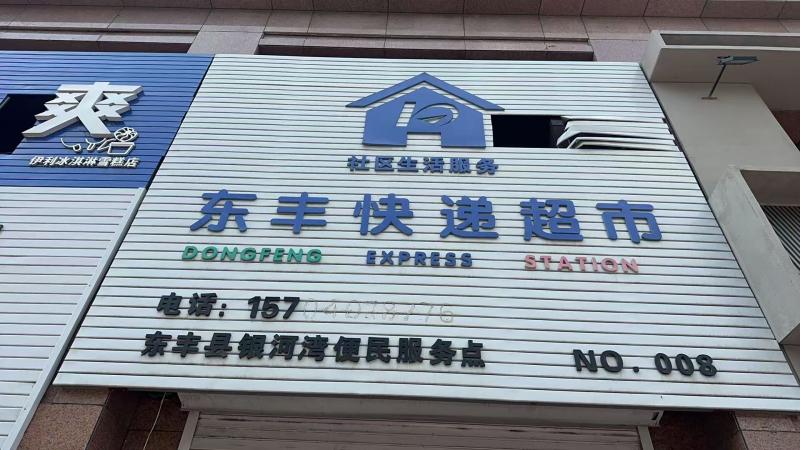 爽
伊利冰淇淋雪糕店
社区生活服务
东丰快递超市
DONGFENG EXPRESS STATION
电话：15704038776
东丰县银河湾便民服务点
NO.008